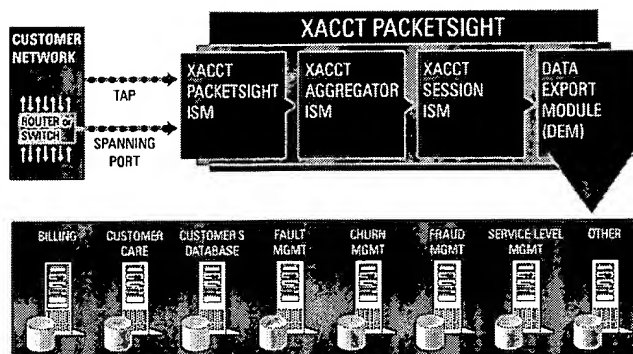 XACCT PACKETSIGHT
CUSTOMER
NETWORK
ROUTER or
SWITCH
TAP
SPANNING
PORT
XACCT
PACKETSIGHT
ISM
XACCT
AGGREGATOR
ISM
XACCT
SESSION
ISM
DATA
EXPORT
MODULE
(DEM)
BILLING
CUSTOMER
CARE
CUSTOMER S
DATABASE
FAULT
MGMT
CHURN
MGMT
FRAUD
MGMT
SERVICE LEVEL
MGMT
OTHER